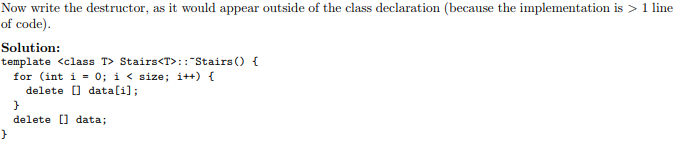 Now write the destructor, as it would appear outside of the class declaration (because the implementation is > 1 line
of code).
Solution:
template <class T> Stairs<T>::~Stairs() {
  for (int i = 0; i < size; i++) {
    delete [] data[i];
  }
  delete [] data;
}